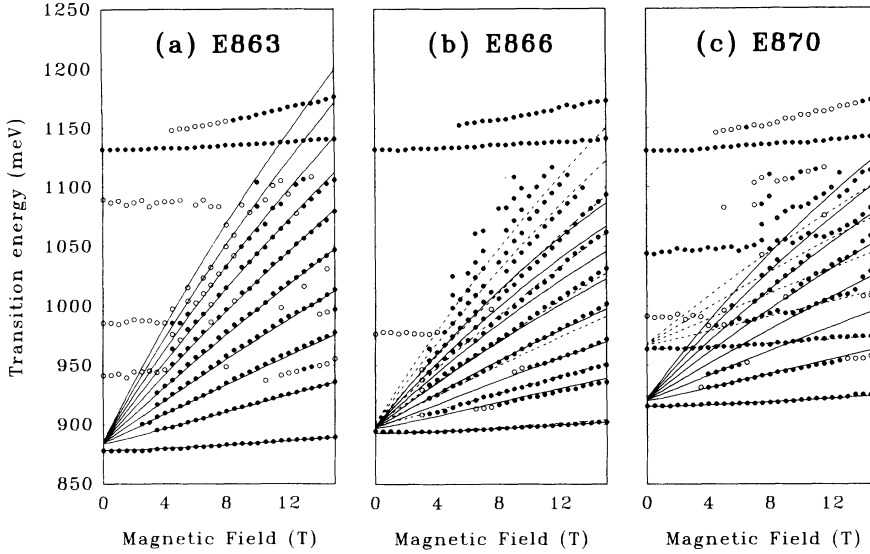 1250
1200
1150
1100
1050
1000
950
900
850
Transition energy (meV)
(a) E863
(b) E866
(c) E870
0 4 8 12
0 4 8 12
0 4 8 12
Magnetic Field (T)
Magnetic Field (T)
Magnetic Field (T)